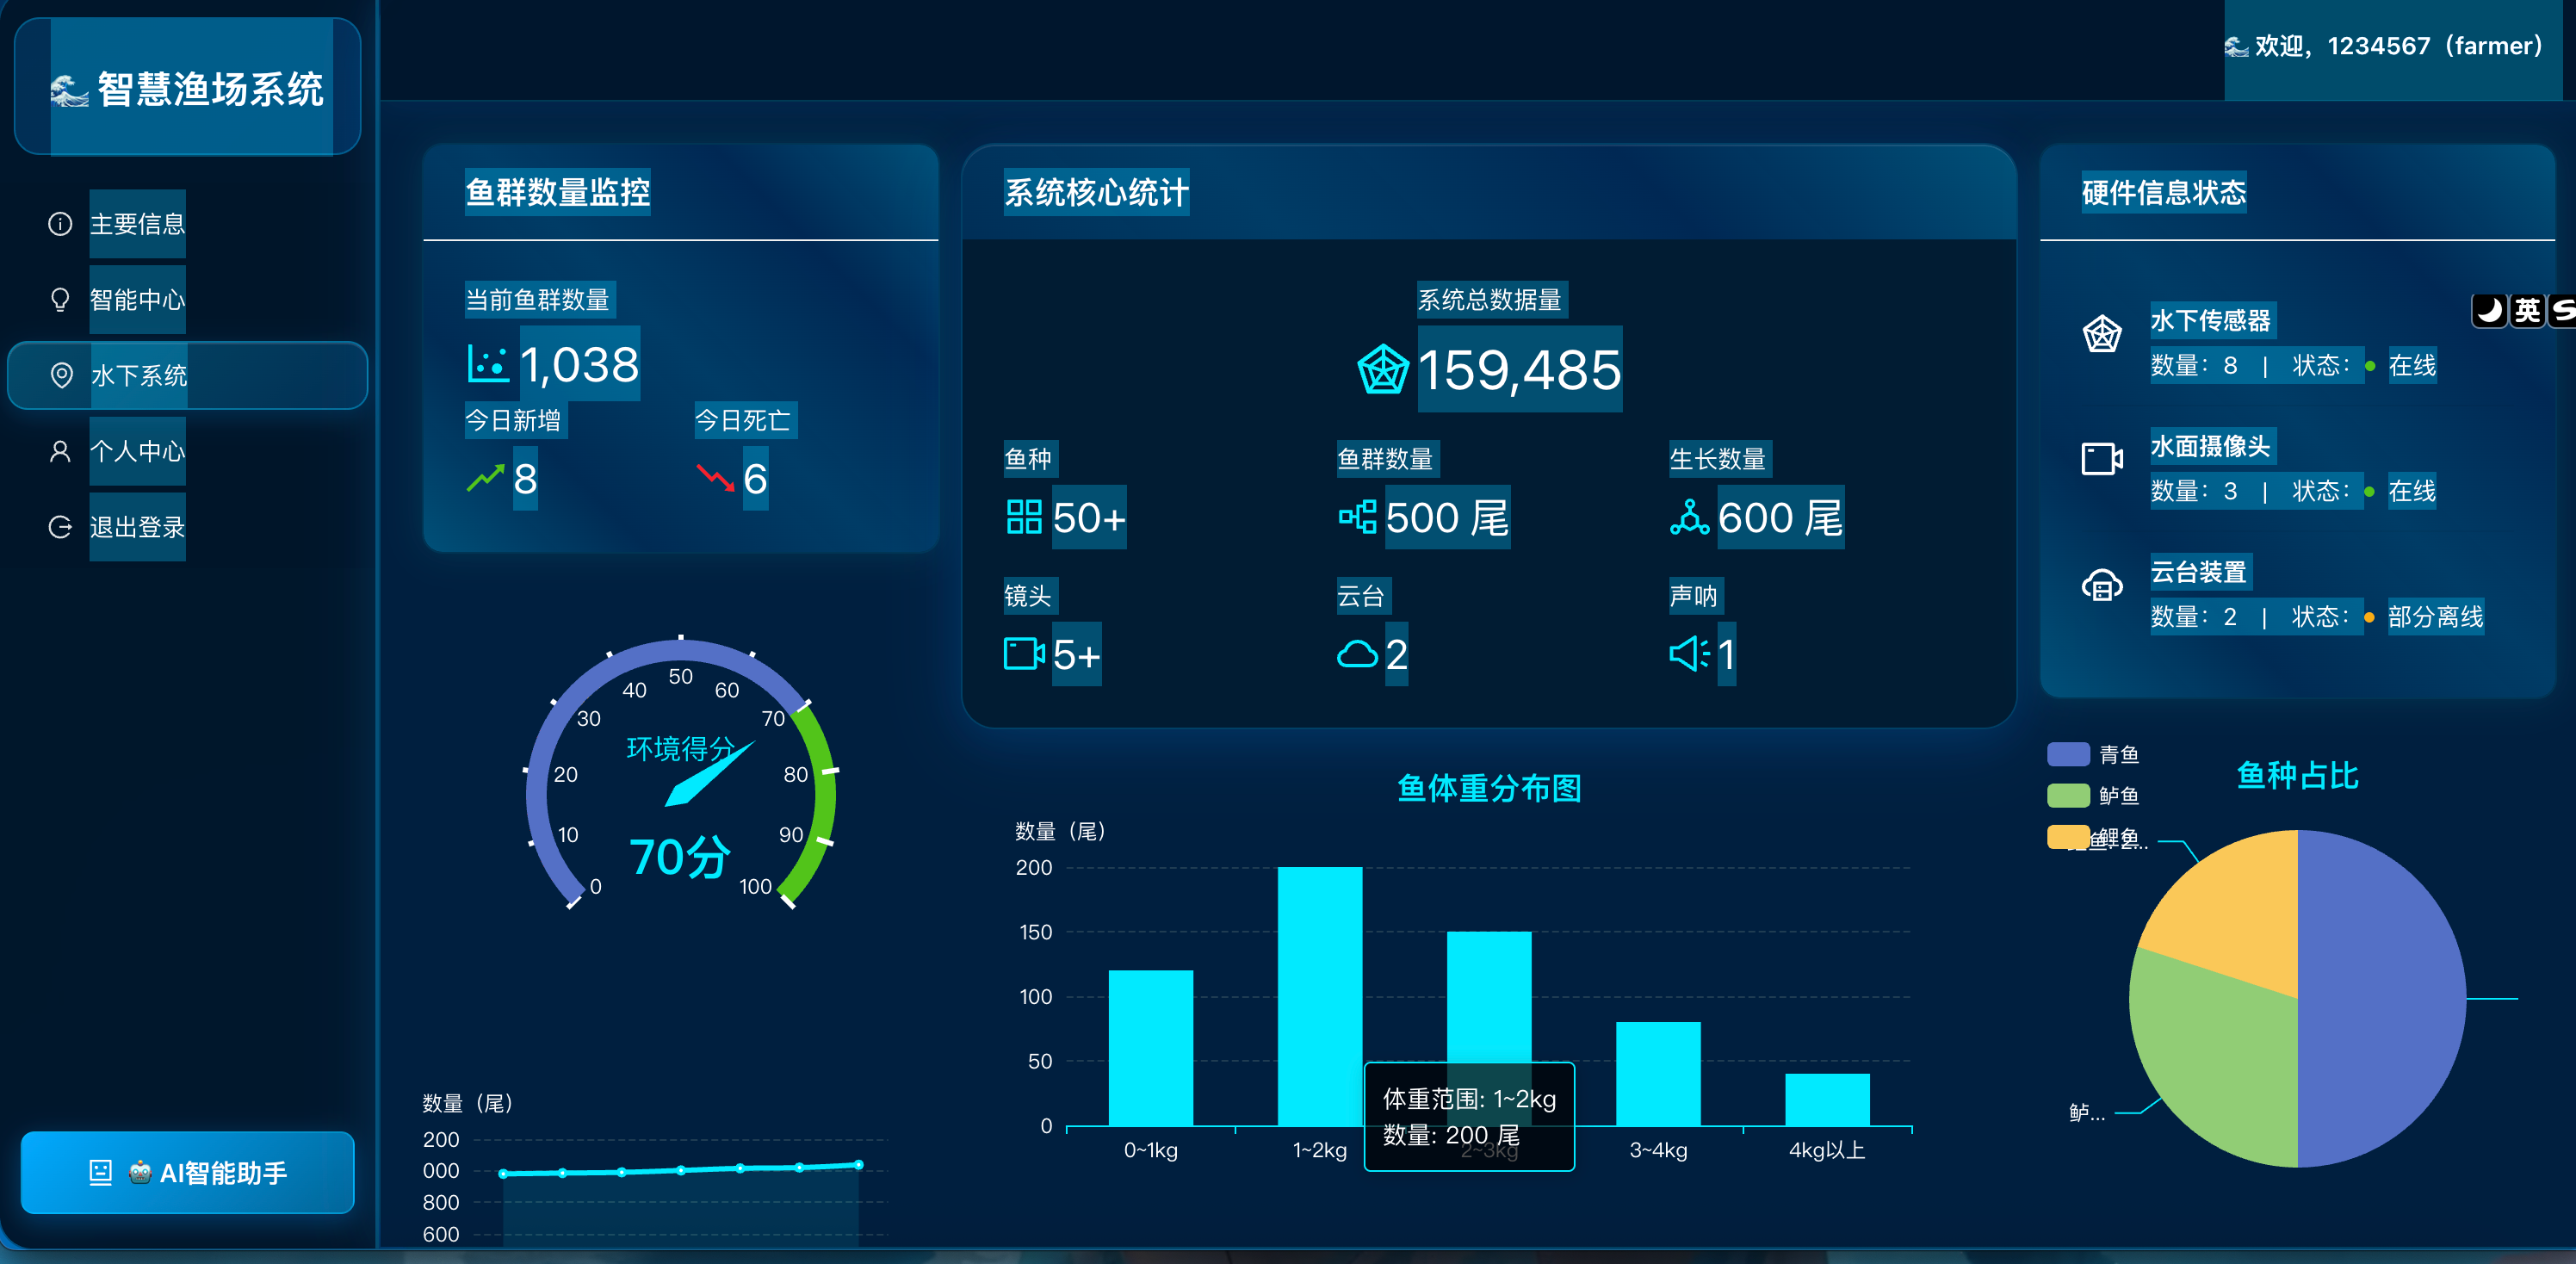 智慧渔场系统
欢迎，1234567（farmer）
主要信息
智能中心
水下系统
个人中心
退出登录
AI智能助手
鱼群数量监控
当前鱼群数量
1,038
今日新增
今日死亡
8
6
环境得分
70分
0
10
20
30
40
50
60
70
80
90
100
数量（尾）
200
000
800
600
系统核心统计
系统总数据量
159,485
鱼种
鱼群数量
生长数量
50+
500 尾
600 尾
镜头
云台
声呐
5+
2
1
鱼体重分布图
数量（尾）
200
150
100
50
0
0~1kg
1~2kg
2~3kg
3~4kg
4kg以上
体重范围: 1~2kg
数量: 200 尾
硬件信息状态
水下传感器
数量：8 | 状态： 在线
水面摄像头
数量：3 | 状态： 在线
云台装置
数量：2 | 状态： 部分离线
英
鱼种占比
青鱼
鲈鱼
鲤鱼
鲈...